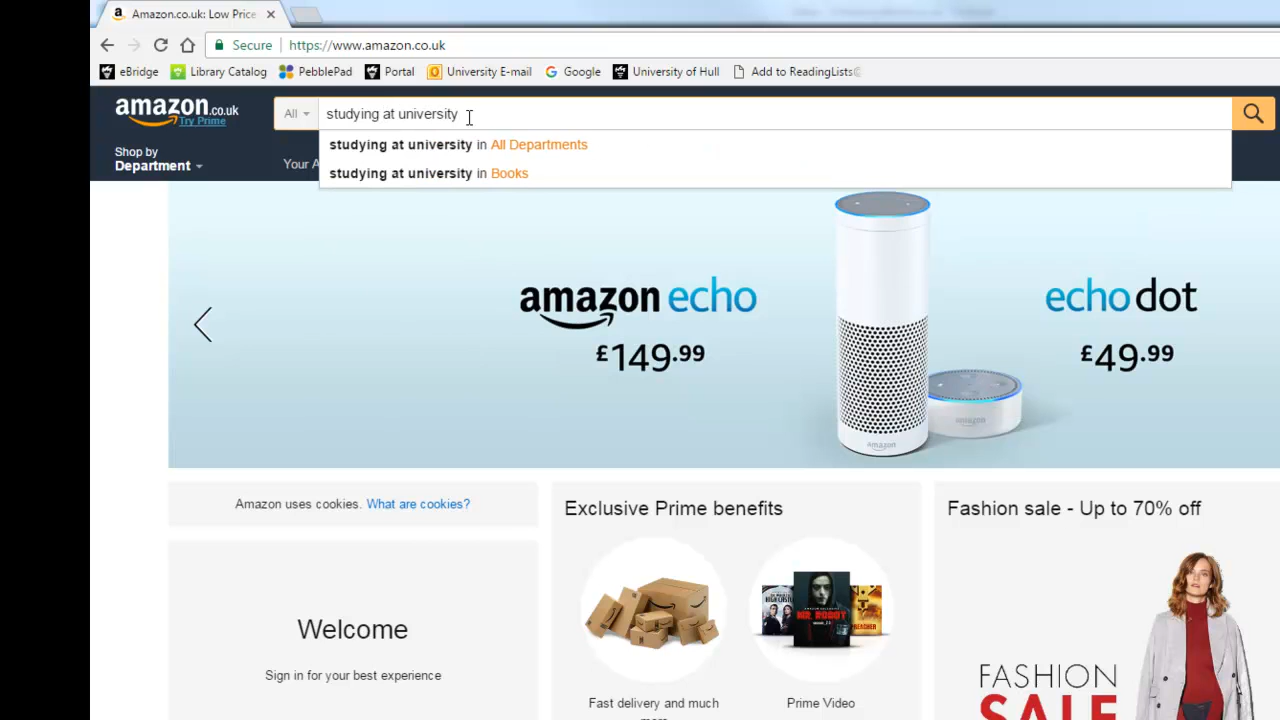 Amazon.co.uk: Low Price
Secure https://www.amazon.co.uk
eBridge Library Catalog PebblePad Portal University E-mail Google University of Hull Add to ReadingLists©
amazon.co.uk
Try Prime
All
studying at university
studying at university in All Departments
studying at university in Books
Shop by
Department
Your A
amazon echo
£149.99
echo dot
£49.99
amazon
amazon
Amazon uses cookies. What are cookies?
Welcome
Sign in for your best experience
Exclusive Prime benefits
MR. ROBOT
Fast delivery and much
Prime Video
Fashion sale - Up to 70% off
FASHION
SALE